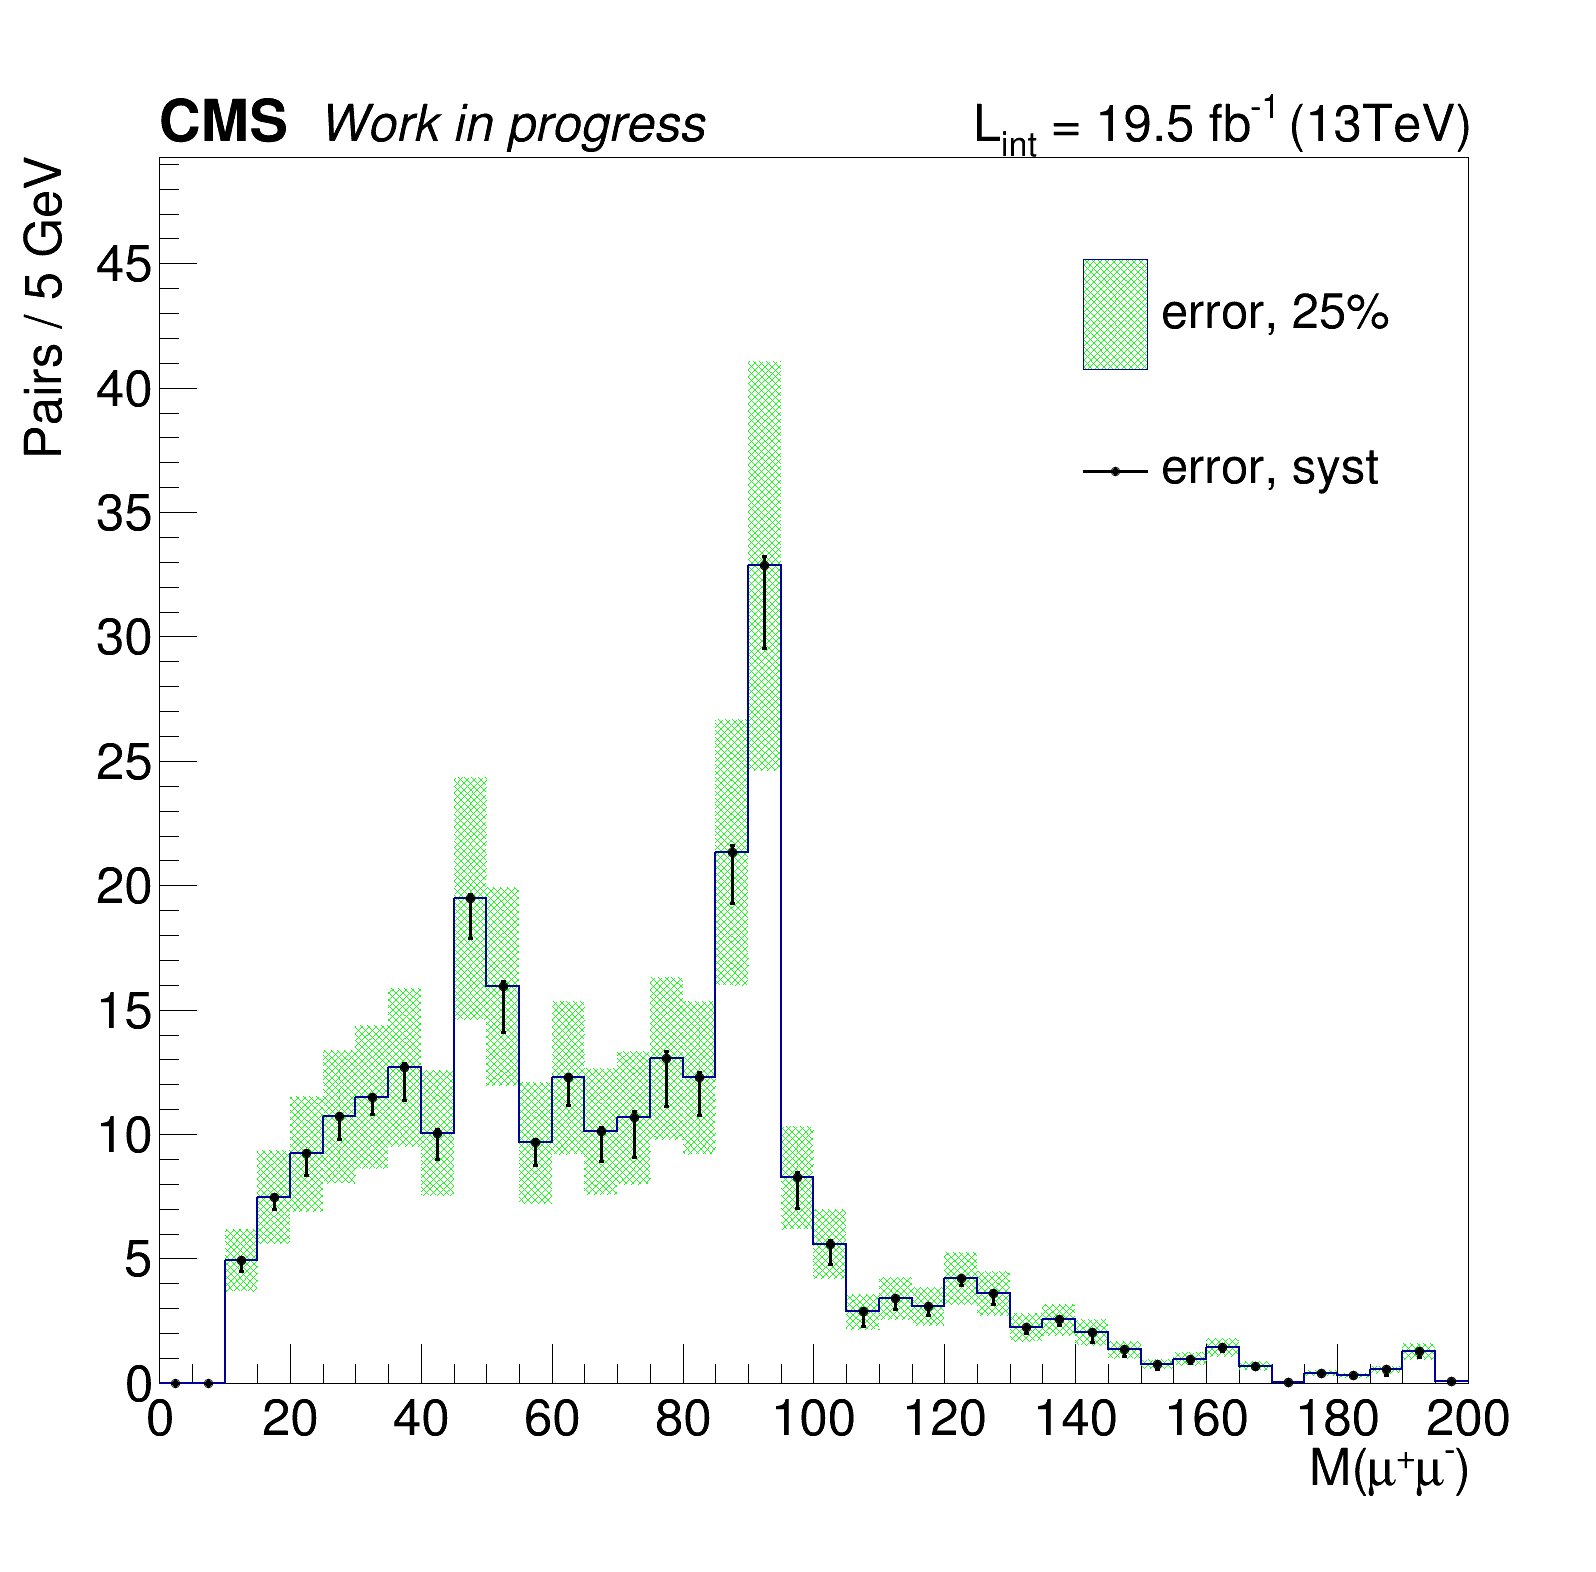 CMS Work in progress L_int = 19.5 fb^-1 (13TeV)
Pairs / 5 GeV
45
40
35
30
25
20
15
10
5
0
error, 25%
error, syst
0 20 40 60 80 100 120 140 160 180 200
M(μ⁺μ⁻)